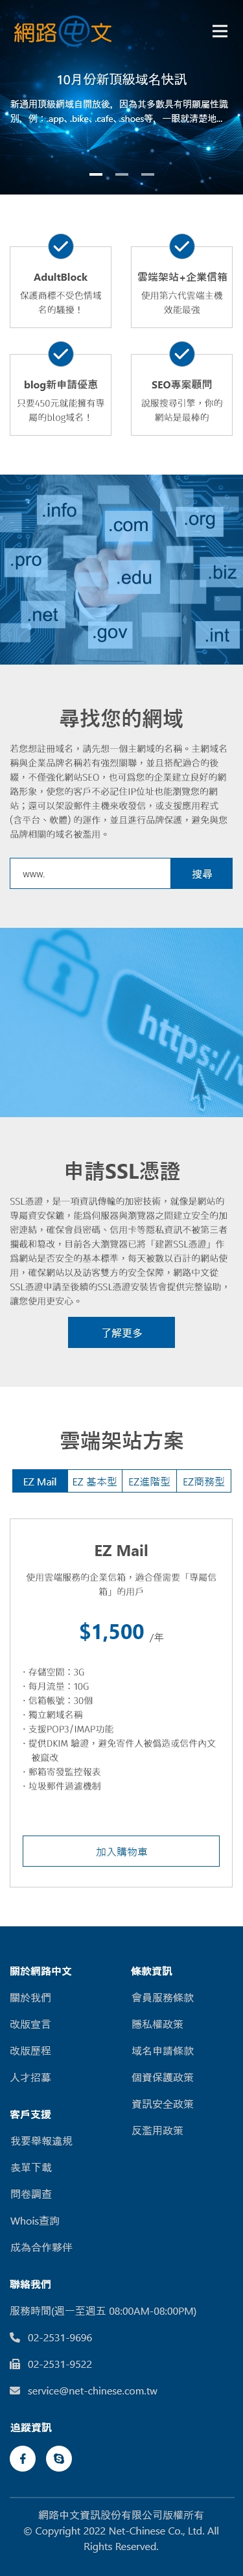 網路中文
10月份新頂級域名快訊
新通用頂級網域自開放後，因為其多數具有明顯屬性識
別，例：.app、.bike、.cafe、.shoes等，一眼就清楚地...
AdultBlock
保護商標不受色情域
名的騷擾！
雲端架站+企業信箱
使用第六代雲端主機
效能最強
blog新申請優惠
只要450元就能擁有專
屬的blog域名！
SEO專案顧問
說服搜尋引擎，你的
網站是最棒的
.info
.com
.org
.pro
.edu
.biz
.net
.gov
.int
尋找您的網域
若您想註冊域名，請先想一個主網域的名稱。主網域名
稱與企業品牌名稱若有強烈關聯，並且搭配適合的後
綴，不僅強化網站SEO，也可為您的企業建立良好的網
路形象，使您的客戶不必記住IP位址也能瀏覽您的網
站；還可以架設郵件主機來收發信，或支援應用程式
(含平台、軟體) 的運作，並且進行品牌保護，避免與您
品牌相關的域名被濫用。
www.
搜尋
https://w
申請SSL憑證
SSL憑證，是一項資訊傳輸的加密技術，就像是網站的
專屬資安保鑣，能為伺服器與瀏覽器之間建立安全的加
密連結，確保會員密碼、信用卡等隱私資訊不被第三者
攔截和竄改，目前各大瀏覽器已將「建置SSL憑證」作
為網站是否安全的基本標準，每天被數以百計的網站使
用，確保網站以及訪客雙方的安全保障，網路中文從
SSL憑證申請至後續的SSL憑證安裝皆會提供完整協助，
讓您使用更安心。
了解更多
雲端架站方案
EZ Mail
EZ 基本型
EZ進階型
EZ商務型
EZ Mail
使用雲端服務的企業信箱，適合僅需要「專屬信
箱」的用戶
$1,500 /年
· 存儲空間：3G
· 每月流量：10G
· 信箱帳號：30個
· 獨立網域名稱
· 支援POP3/IMAP功能
· 提供DKIM 驗證，避免寄件人被偽造或信件內文
被竄改
· 郵箱寄發監控報表
· 垃圾郵件過濾機制
加入購物車
關於網路中文
關於我們
改版宣言
改版歷程
人才招募
客戶支援
我要舉報違規
表單下載
問卷調查
Whois查詢
成為合作夥伴
條款資訊
會員服務條款
隱私權政策
域名申請條款
個資保護政策
資訊安全政策
反濫用政策
聯絡我們
服務時間(週一至週五 08:00AM-08:00PM)
02-2531-9696
02-2531-9522
service@net-chinese.com.tw
追蹤資訊
網路中文資訊股份有限公司版權所有
© Copyright 2022 Net-Chinese Co., Ltd. All
Rights Reserved.